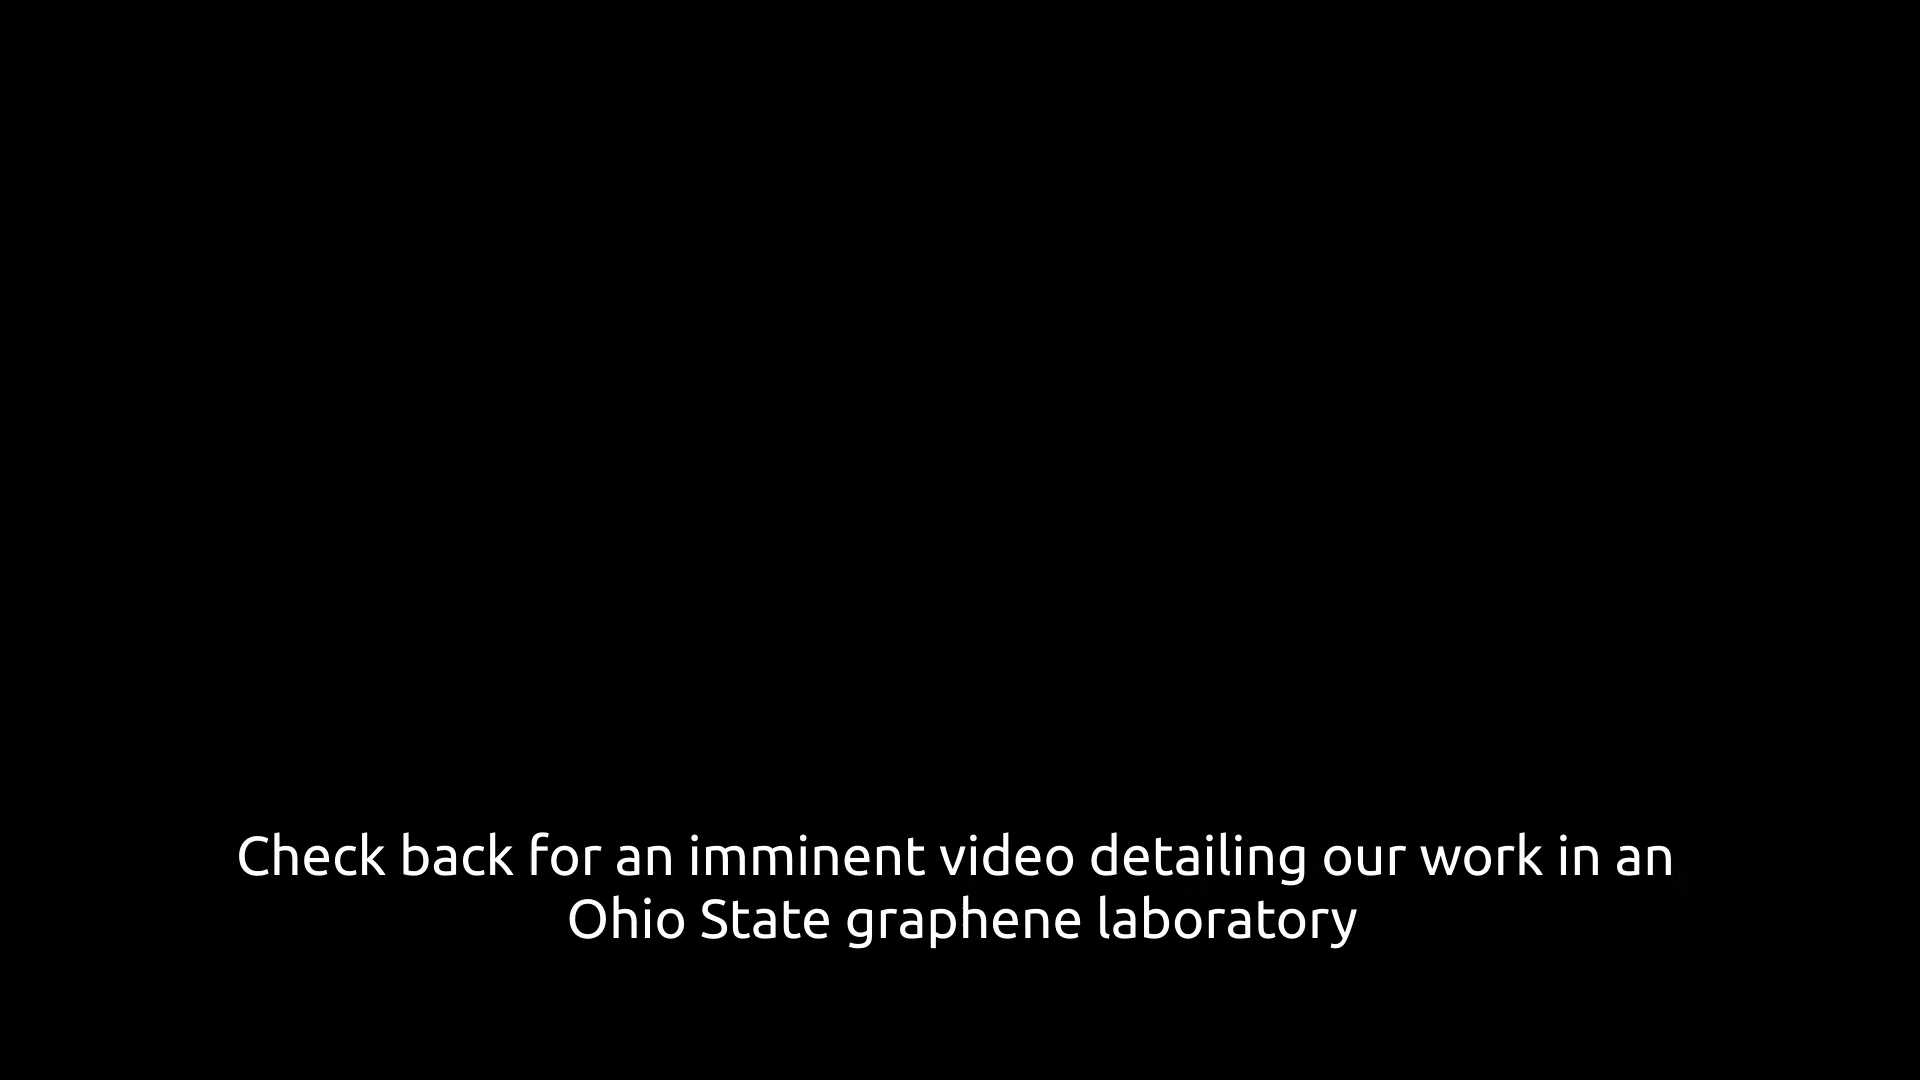 Check back for an imminent video detailing our work in an
Ohio State graphene laboratory